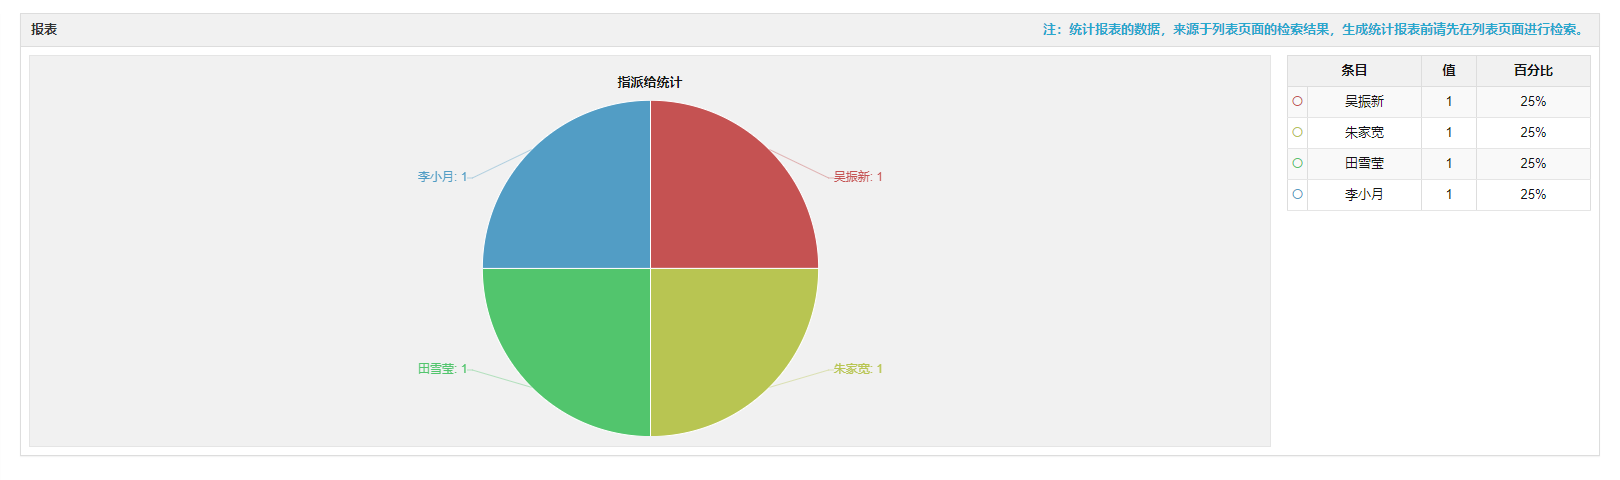 报表
注：统计报表的数据，来源于列表页面的检索结果，生成统计报表前请先在列表页面进行检索。
指派给统计
李小月: 1
吴振新: 1
田雪莹: 1
朱家宽: 1
条目 值 百分比
吴振新 1 25%
朱家宽 1 25%
田雪莹 1 25%
李小月 1 25%